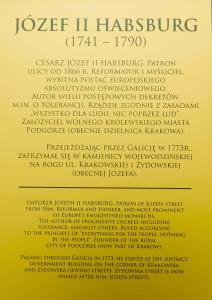 JÓZEF II HABSBURG
(1741 – 1790)
CESARZ JÓZEF II HABSBURG. PATRON
ULICY OD 1866 R. REFORMATOR I MYŚLICIEL,
WYBITNA POSTAĆ EUROPEJSKIEGO
ABSOLUTYZMU OŚWIECENIOWEGO.
AUTOR WIELU POSTĘPOWYCH DEKRETÓW
M.IN. O TOLERANCJI. RZĄDZIŁ ZGODNIE Z ZASADAMI
„WSZYSTKO DLA LUDU, NIC POPRZEZ LUD".
ZAŁOŻYCIEL WOLNEGO KRÓLEWSKIEGO MIASTA
PODGÓRZE (OBECNIE DZIELNICA KRAKOWA).
PRZEJEŻDŻAJĄC PRZEZ GALICJĘ W 1773R.,
ZATRZYMAŁ SIĘ W KAMIENICY WOJEWODZIŃSKIEJ
NA ROGU UL. KRAKOWSKIEJ I ŻYDOWSKIEJ
(OBECNEJ JÓZEFA).
EMPEROR JOSEPH II HABSBURG. PATRON OF JÓZEFA STREET
FROM 1866. REFORMER AND THINKER, AND MOST PROMINENT
OF EUROPE'S ENLIGHTENED MONARCHS.
THE AUTHOR OF PROGRESSIVE DECREES INCLUDING
TOLERANCE, AMONGST OTHERS. RULED ACCORDING
TO THE PRINCIPLE OF "EVERYTHING FOR THE PEOPLE, NOTHING
BY THE PEOPLE". FOUNDER OF THE ROYAL
CITY OF PODGÓRZE (NOW PART OF KRAKOW).
PASSING THROUGH GALICIA IN 1773, HE STAYED AT THE DISTRICT
GOVERNMENT BUILDING ON THE CORNER OF KRAKOWSKA
AND ŻYDOWSKA (JEWISH) STREETS; ŻYDOWSKA STREET IS NOW
NAMED AFTER HIM (JÓZEFA STREET).